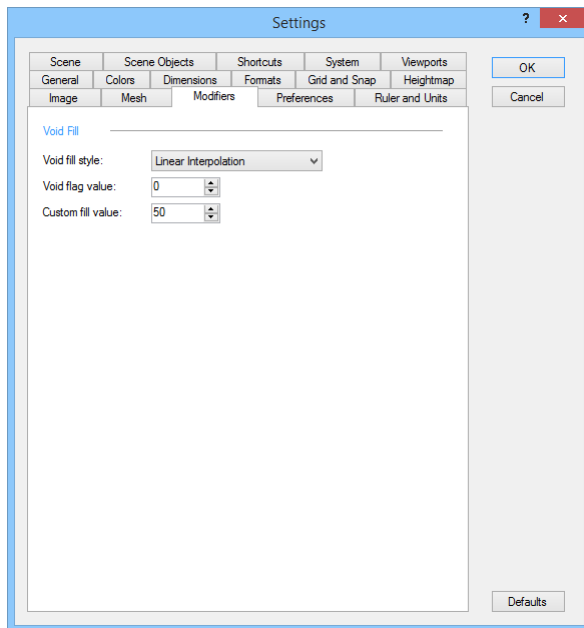 Settings
?
Scene Scene Objects Shortcuts System Viewports
OK
General Colors Dimensions Formats Grid and Snap Heightmap
Image Mesh Modifiers Preferences Ruler and Units
Cancel
Void Fill
Void fill style: Linear Interpolation
Void flag value: 0
Custom fill value: 50
Defaults